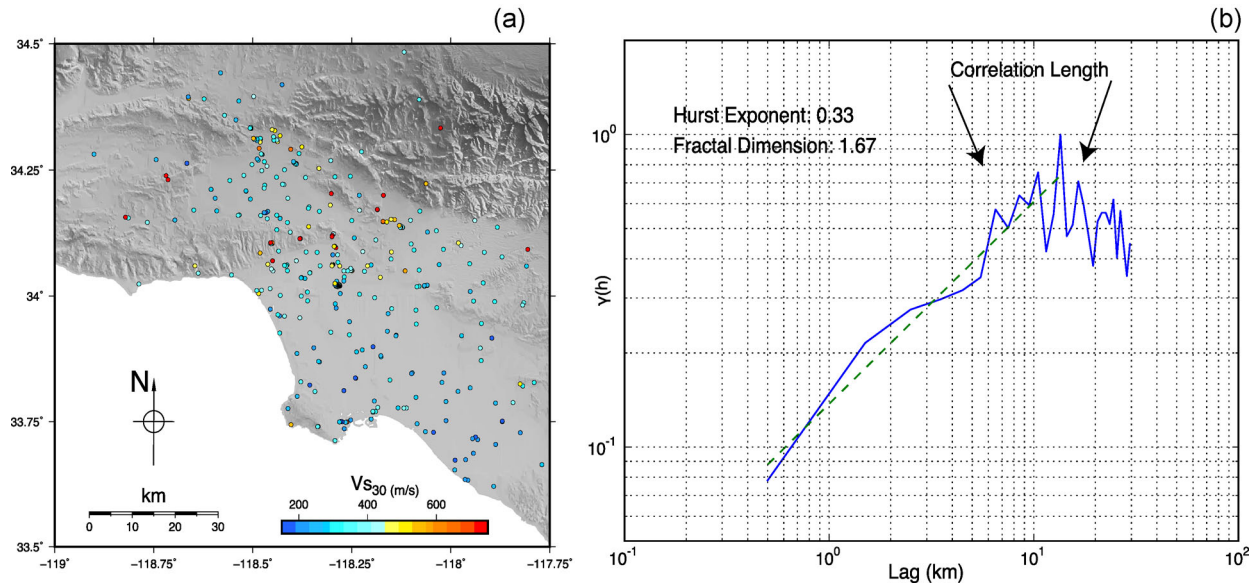 (a)
34.5˚
34.25˚
34˚
33.75˚
33.5˚
-119˚
-118.75˚
-118.5˚
-118.25˚
-118˚
-117.75˚
N
km
0 10 20 30
Vs30 (m/s)
200 400 600
(b)
Correlation Length
Hurst Exponent: 0.33
Fractal Dimension: 1.67
γ(h)
10^0
10^-1
10^-1 10^0 10^1 10^2
Lag (km)